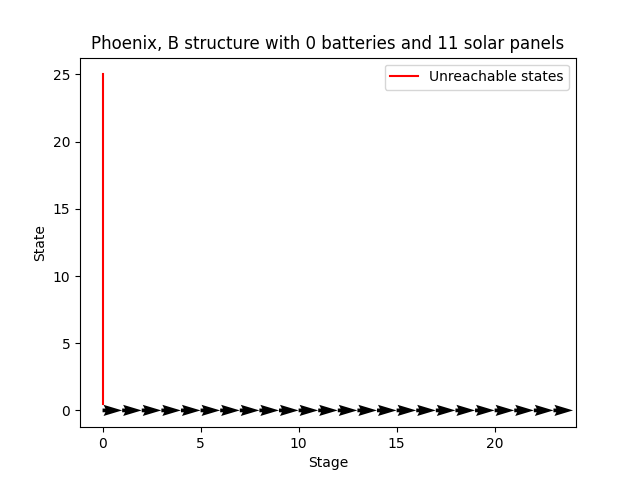 Phoenix, B structure with 0 batteries and 11 solar panels
Unreachable states
25
20
15
10
5
0
State
0 5 10 15 20
Stage